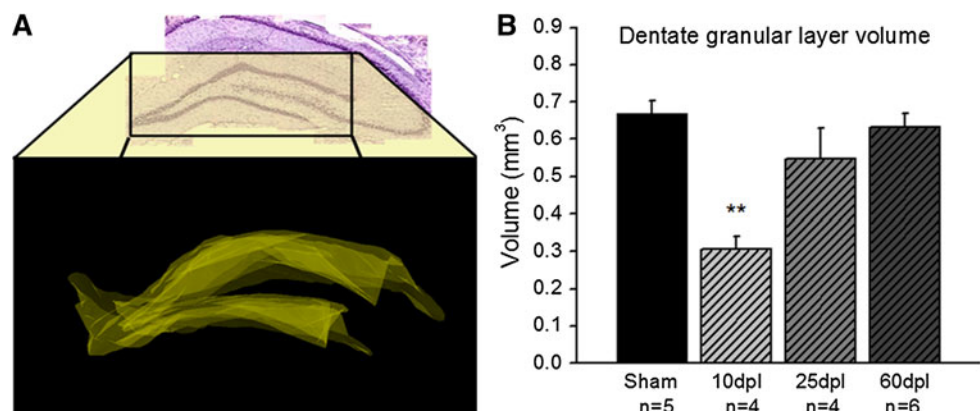 A
B
Dentate granular layer volume
Volume (mm³)
0.9
0.8
0.7
0.6
0.5
0.4
0.3
0.2
0.1
0.0
**
Sham 10dpl 25dpl 60dpl
n=5 n=4 n=4 n=6